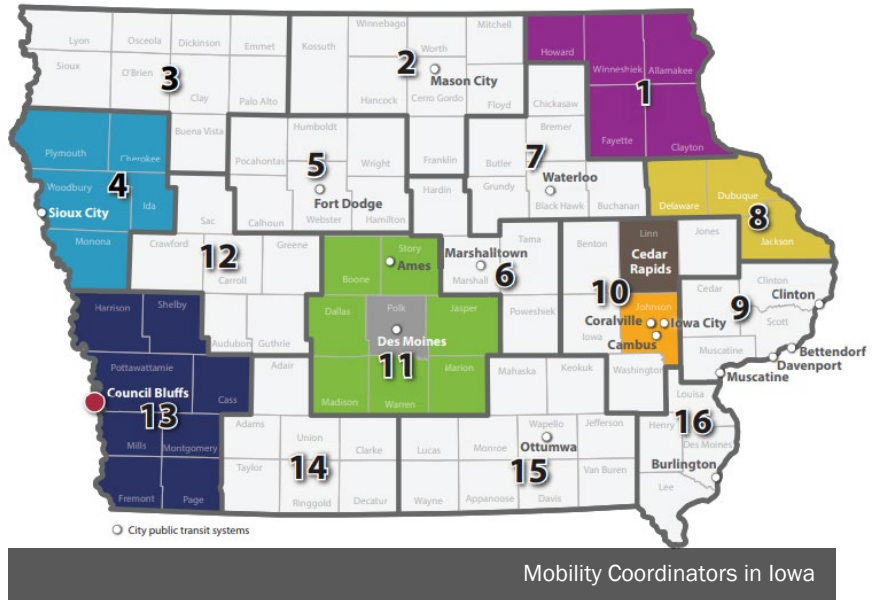 Lyon
Osceola
Dickinson
Emmet
Kossuth
Winnebago
Worth
Mitchell
Howard
Winneshiek
Allamakee
Sioux
O'Brien
3
Clay
Palo Alto
2
Mason City
Hancock
Cerro Gordo
Floyd
Chickasaw
1
Fayette
Clayton
Plymouth
Cherokee
Buena Vista
Pocahontas
Humboldt
5
Wright
Franklin
Butler
Bremer
7
Woodbury
4
Ida
Sioux City
Sac
Calhoun
Fort Dodge
Webster
Hamilton
Hardin
Grundy
Waterloo
Black Hawk
Buchanan
Delaware
Dubuque
8
Jackson
Monona
Crawford
12
Carroll
Greene
Boone
Story
Ames
Marshalltown
Marshall
6
Tama
Benton
Linn
Cedar
Rapids
Jones
10
Harrison
Shelby
Audubon
Guthrie
Dallas
Polk
Des Moines
11
Jasper
Poweshiek
Iowa
Johnson
Coralville
Iowa City
Cambus
Cedar
9
Clinton
Clinton
Scott
Muscatine
Bettendorf
Davenport
Muscatine
Pottawattamie
Council Bluffs
13
Cass
Adair
Madison
Warren
Marion
Mahaska
Keokuk
Washington
Louisa
16
Mills
Montgomery
Adams
Union
Clarke
Lucas
Monroe
Wapello
Ottumwa
Jefferson
Henry
Des Moines
Burlington
Fremont
Page
Taylor
14
Ringgold
Decatur
Wayne
Appanoose
15
Davis
Van Buren
Lee
City public transit systems
Mobility Coordinators in Iowa